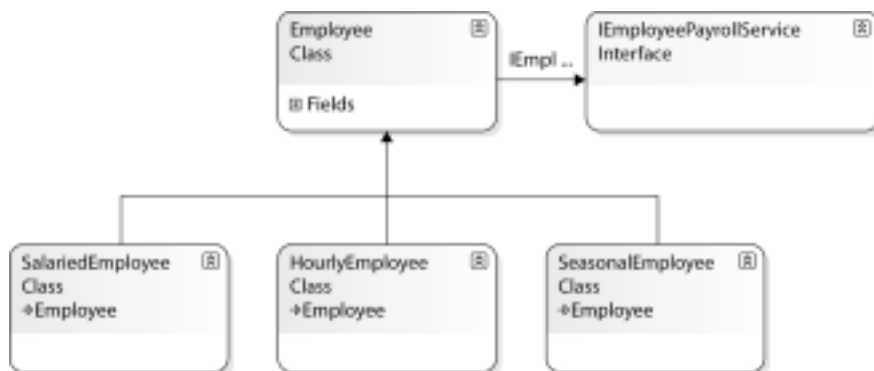 Employee
Class
Fields
IEmpl ...
IEmployeePayrollService
Interface
SalariedEmployee
Class
Employee
HourlyEmployee
Class
Employee
SeasonalEmployee
Class
Employee